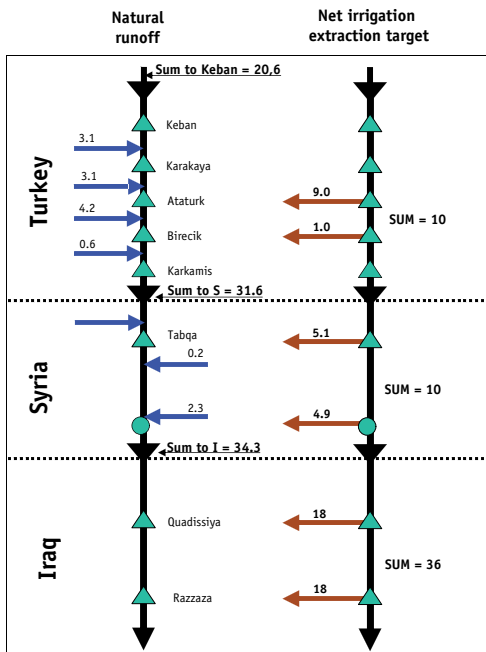 Natural
runoff
Net irrigation
extraction target
Sum to Keban = 20,6
Turkey
Keban
3.1
Karakaya
3.1
Ataturk
9.0
4.2
SUM = 10
Birecik
1.0
0.6
Karkamis
Sum to S = 31.6
Syria
Tabqa
5.1
0.2
SUM = 10
2.3
4.9
Sum to I = 34.3
Iraq
Quadissiya
18
SUM = 36
Razzaza
18